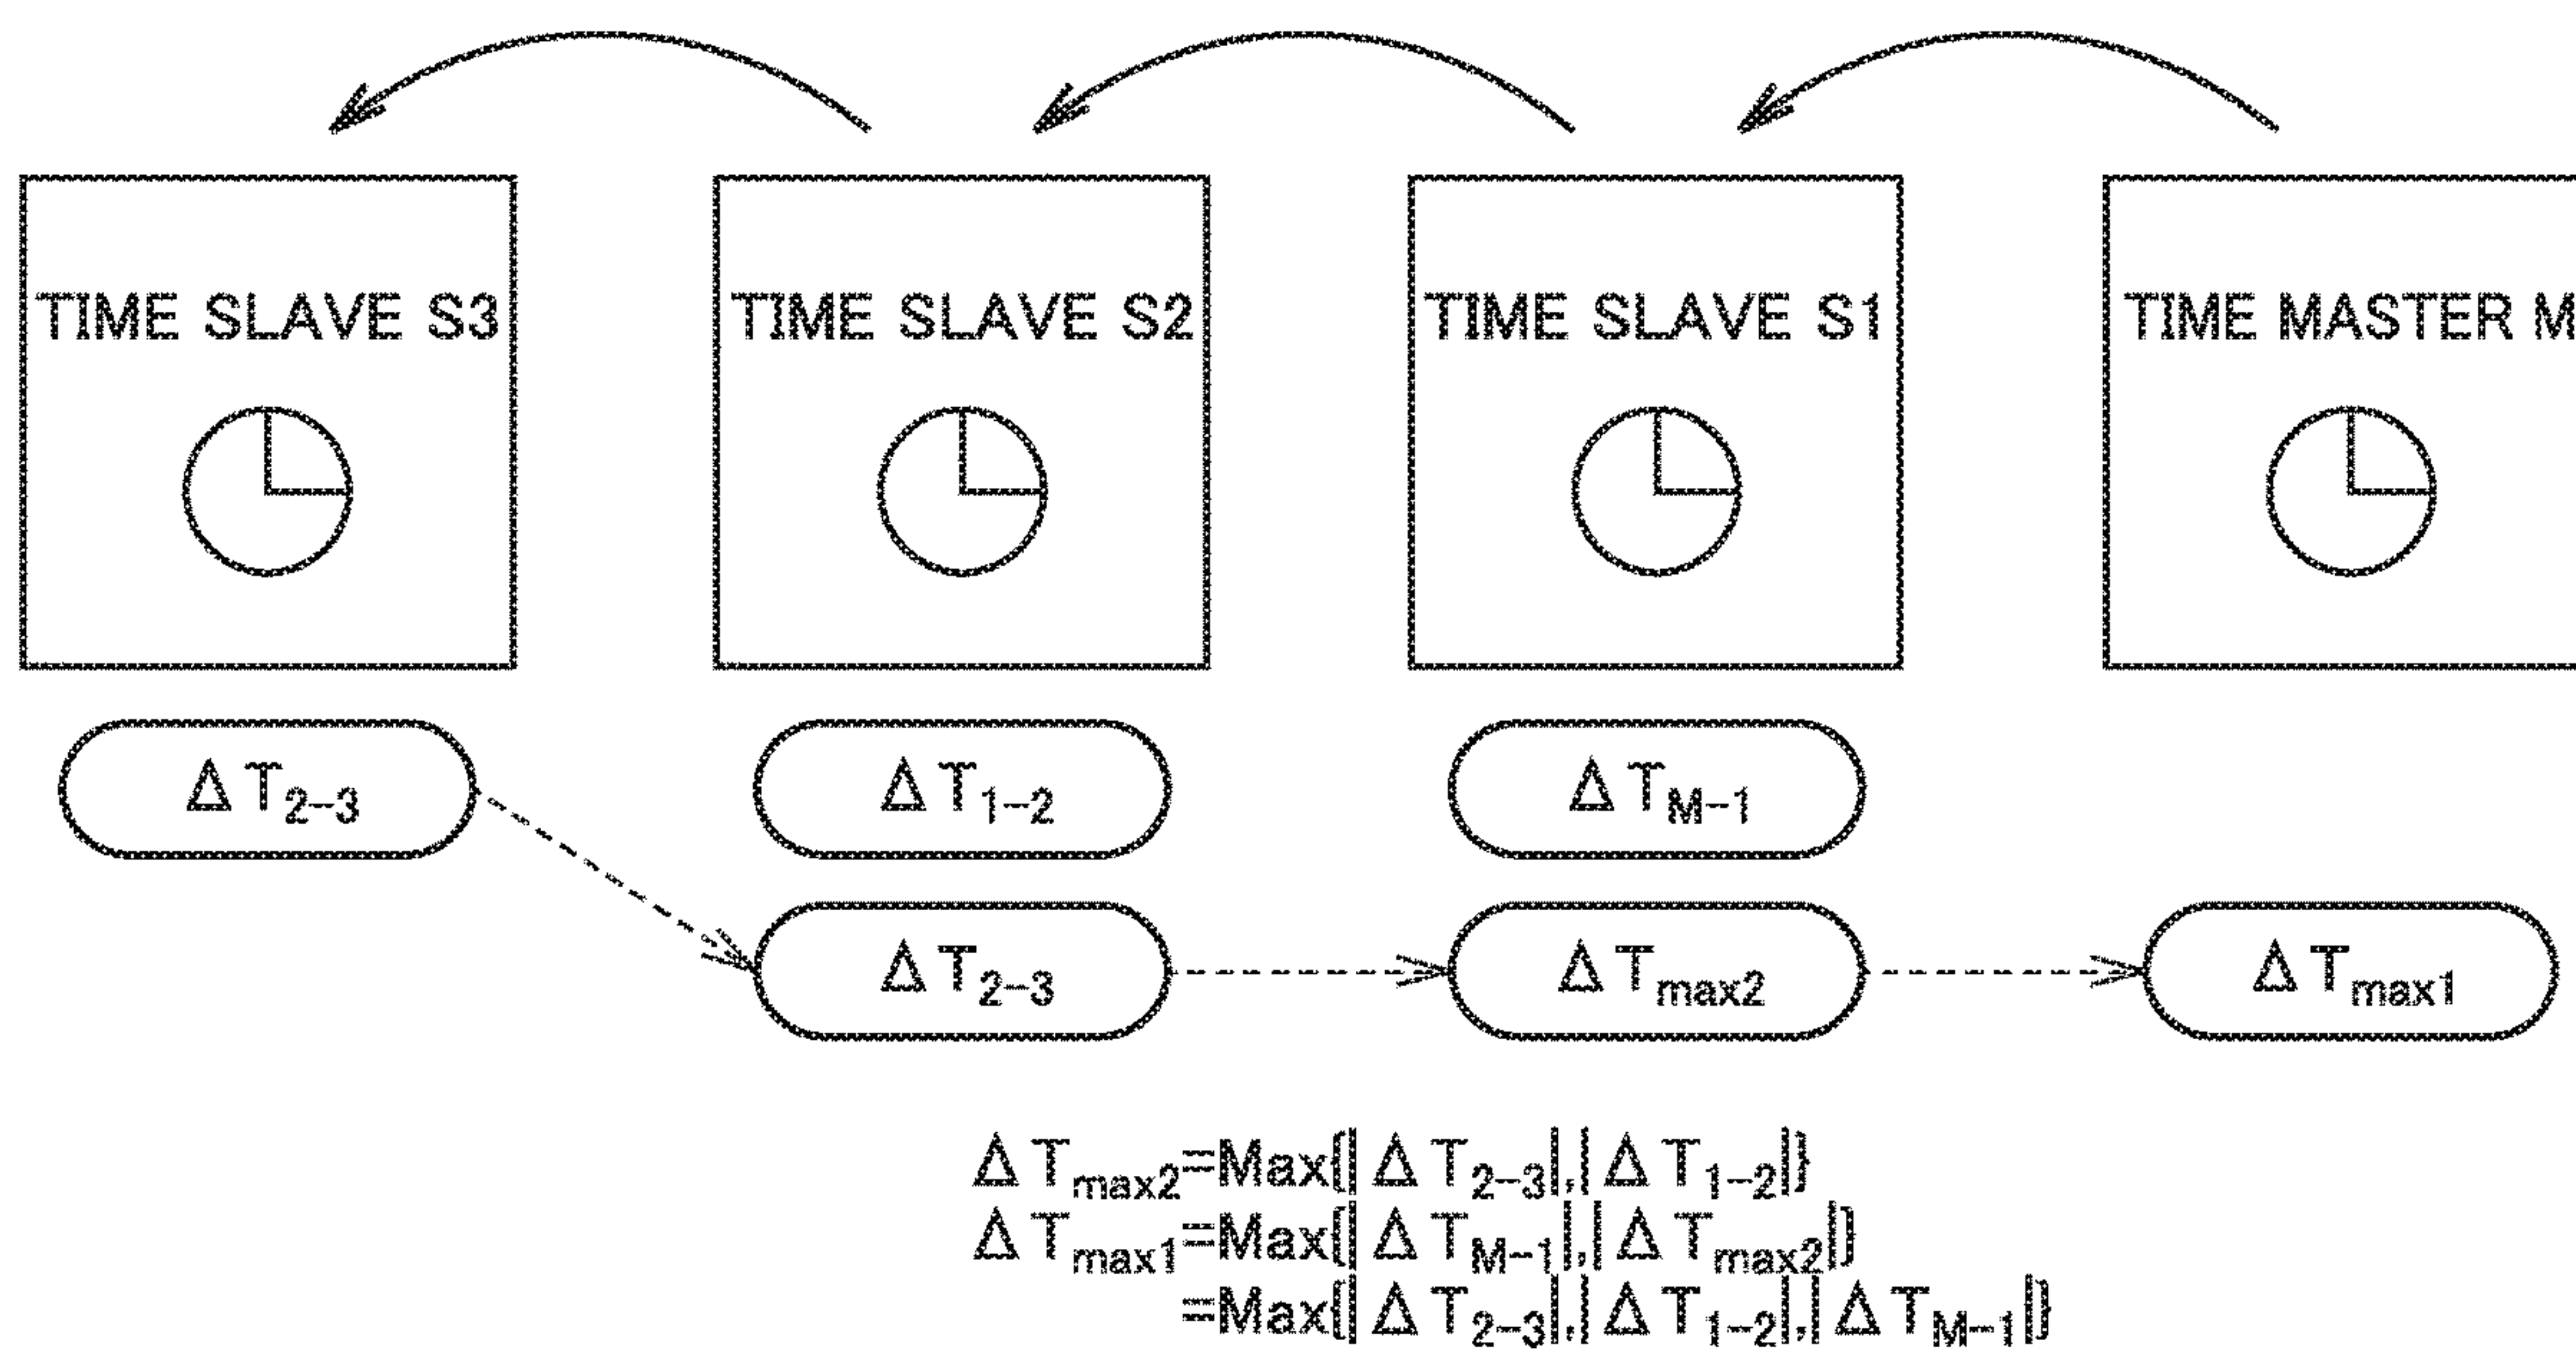 TIME SLAVE S3
TIME SLAVE S2
TIME SLAVE S1
TIME MASTER M
ΔT2-3
ΔT1-2
ΔTM-1
ΔT2-3
ΔTmax2
ΔTmax1
ΔTmax2=Max{|ΔT2-3|,|ΔT1-2|}
ΔTmax1=Max{|ΔTM-1|,|ΔTmax2|}
=Max{|ΔT2-3|,|ΔT1-2|,|ΔTM-1|}